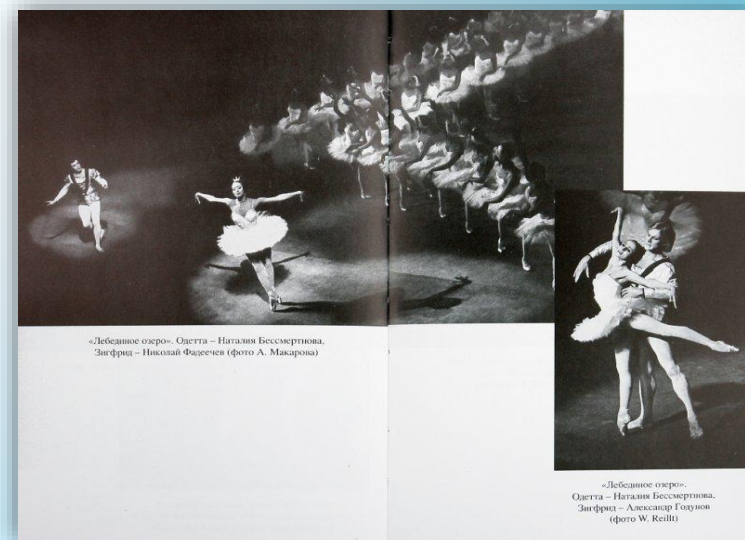 «Лебединое озеро». Одетта – Наталия Бессмертнова,
Зигфрид – Николай Фадеечев (фото А. Макарова)
«Лебединое озеро».
Одетта – Наталия Бессмертнова,
Зигфрид – Александр Годунов
(фото W. Reillt)